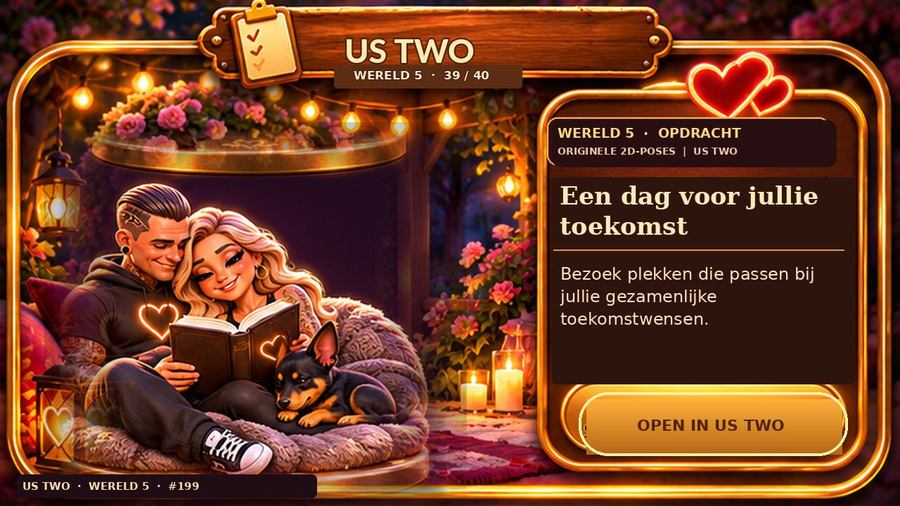 US TWO
WERELD 5 · 39 / 40
WERELD 5 · OPDRACHT
ORIGINELE 2D-POSES | US TWO
Een dag voor jullie
toekomst
Bezoek plekken die passen bij
jullie gezamenlijke
toekomstwensen.
OPEN IN US TWO
US TWO · WERELD 5 · #199